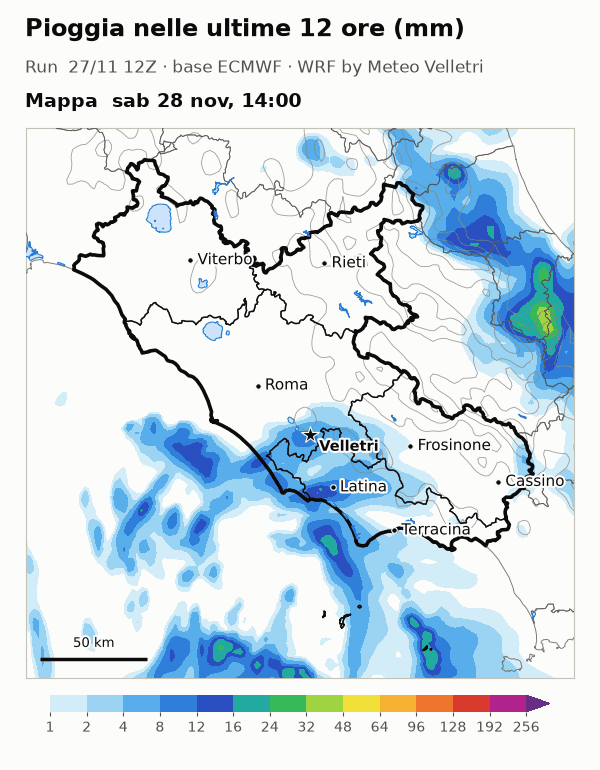 Pioggia nelle ultime 12 ore (mm)
Run  27/11 12Z · base ECMWF · WRF by Meteo Velletri
Mappa  sab 28 nov, 14:00
Viterbo
Rieti
Roma
Velletri
Frosinone
Latina
Cassino
Terracina
50 km
1 2 4 8 12 16 24 32 48 64 96 128 192 256